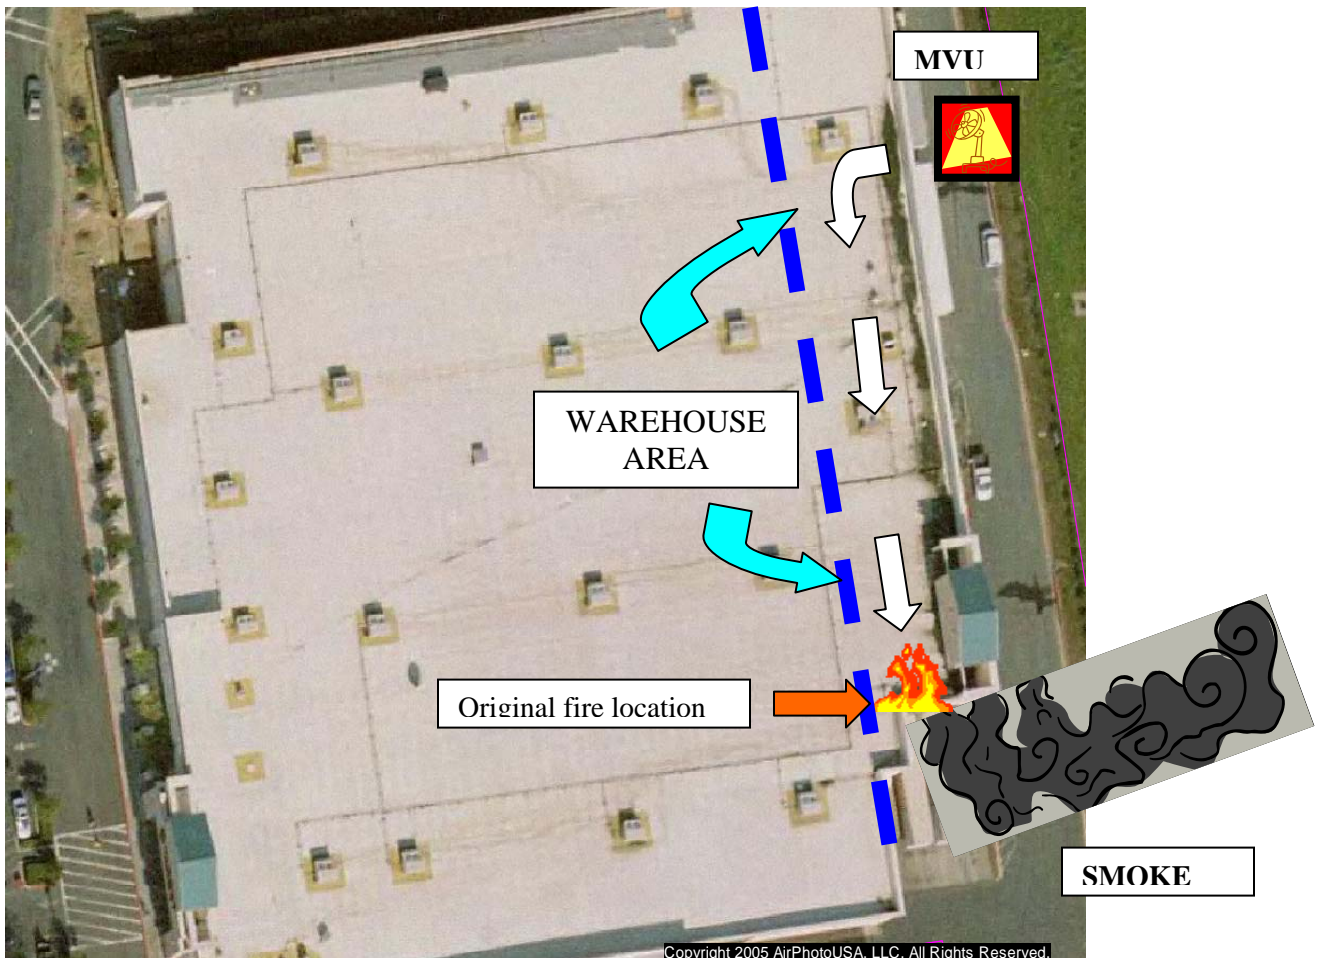 MVU
WAREHOUSE
AREA
Original fire location
SMOKE
Copyright 2005 AirPhotoUSA, LLC, All Rights Reserved.